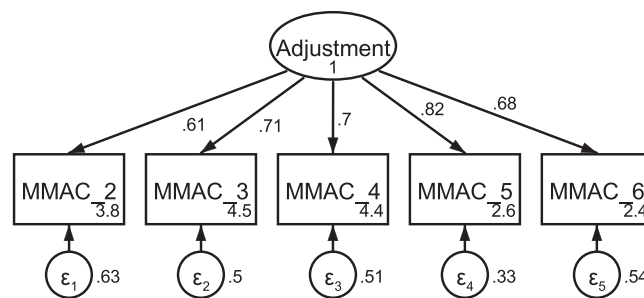 Adjustment
1
.61 .71 .7 .82 .68
MMAC_2 MMAC_3 MMAC_4 MMAC_5 MMAC_6
3.8 4.5 4.4 2.6 2.4
ε1 .63 ε2 .5 ε3 .51 ε4 .33 ε5 .54